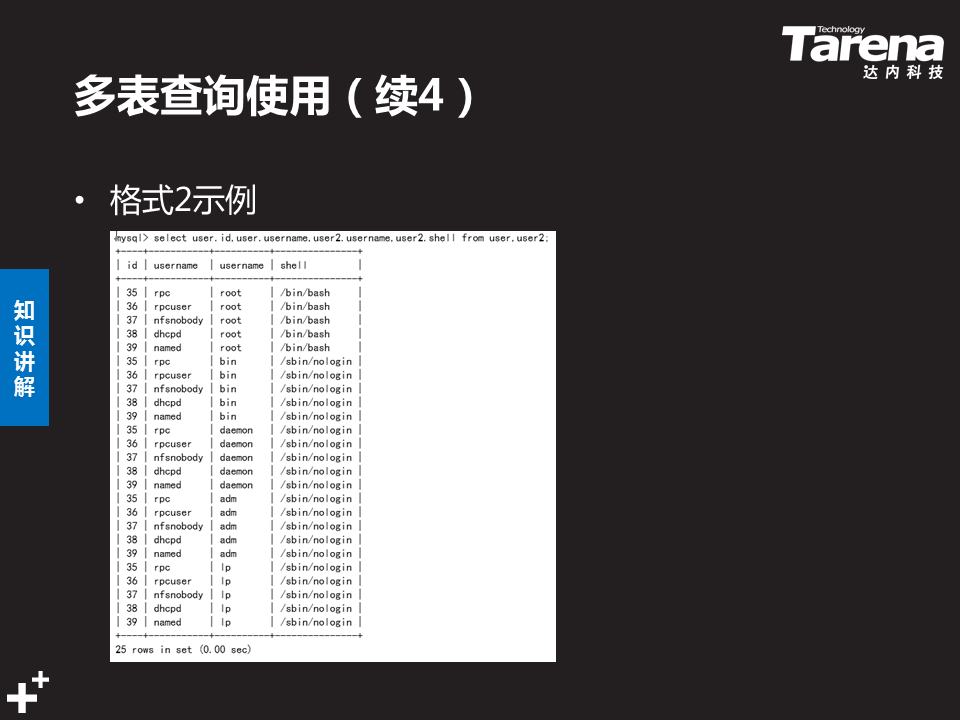 Technology
Tarena
达内科技
多表查询使用（续4）
• 格式2示例
mysql> select user.id,user.username,user2.username,user2.shell from user,user2;
+----+-----------+----------+---------------+
| id | username | username | shell |
+----+-----------+----------+---------------+
| 35 | rpc | root | /bin/bash |
| 36 | rpcuser | root | /bin/bash |
| 37 | nfsnobody | root | /bin/bash |
| 38 | dhcpd | root | /bin/bash |
| 39 | named | root | /bin/bash |
| 35 | rpc | bin | /sbin/nologin |
| 36 | rpcuser | bin | /sbin/nologin |
| 37 | nfsnobody | bin | /sbin/nologin |
| 38 | dhcpd | bin | /sbin/nologin |
| 39 | named | bin | /sbin/nologin |
| 35 | rpc | daemon | /sbin/nologin |
| 36 | rpcuser | daemon | /sbin/nologin |
| 37 | nfsnobody | daemon | /sbin/nologin |
| 38 | dhcpd | daemon | /sbin/nologin |
| 39 | named | daemon | /sbin/nologin |
| 35 | rpc | adm | /sbin/nologin |
| 36 | rpcuser | adm | /sbin/nologin |
| 37 | nfsnobody | adm | /sbin/nologin |
| 38 | dhcpd | adm | /sbin/nologin |
| 39 | named | adm | /sbin/nologin |
| 35 | rpc | lp | /sbin/nologin |
| 36 | rpcuser | lp | /sbin/nologin |
| 37 | nfsnobody | lp | /sbin/nologin |
| 38 | dhcpd | lp | /sbin/nologin |
| 39 | named | lp | /sbin/nologin |
+----+-----------+----------+---------------+
25 rows in set (0.00 sec)
知识讲解